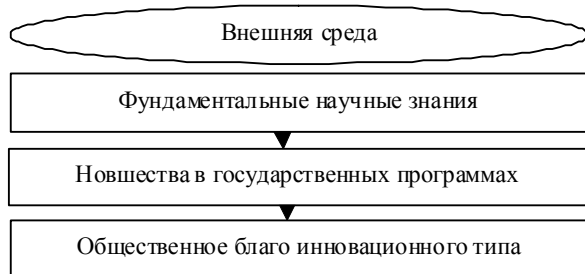 Внешняя среда
Фундаментальные научные знания
Новшества в государственных программах
Общественное благо инновационного типа